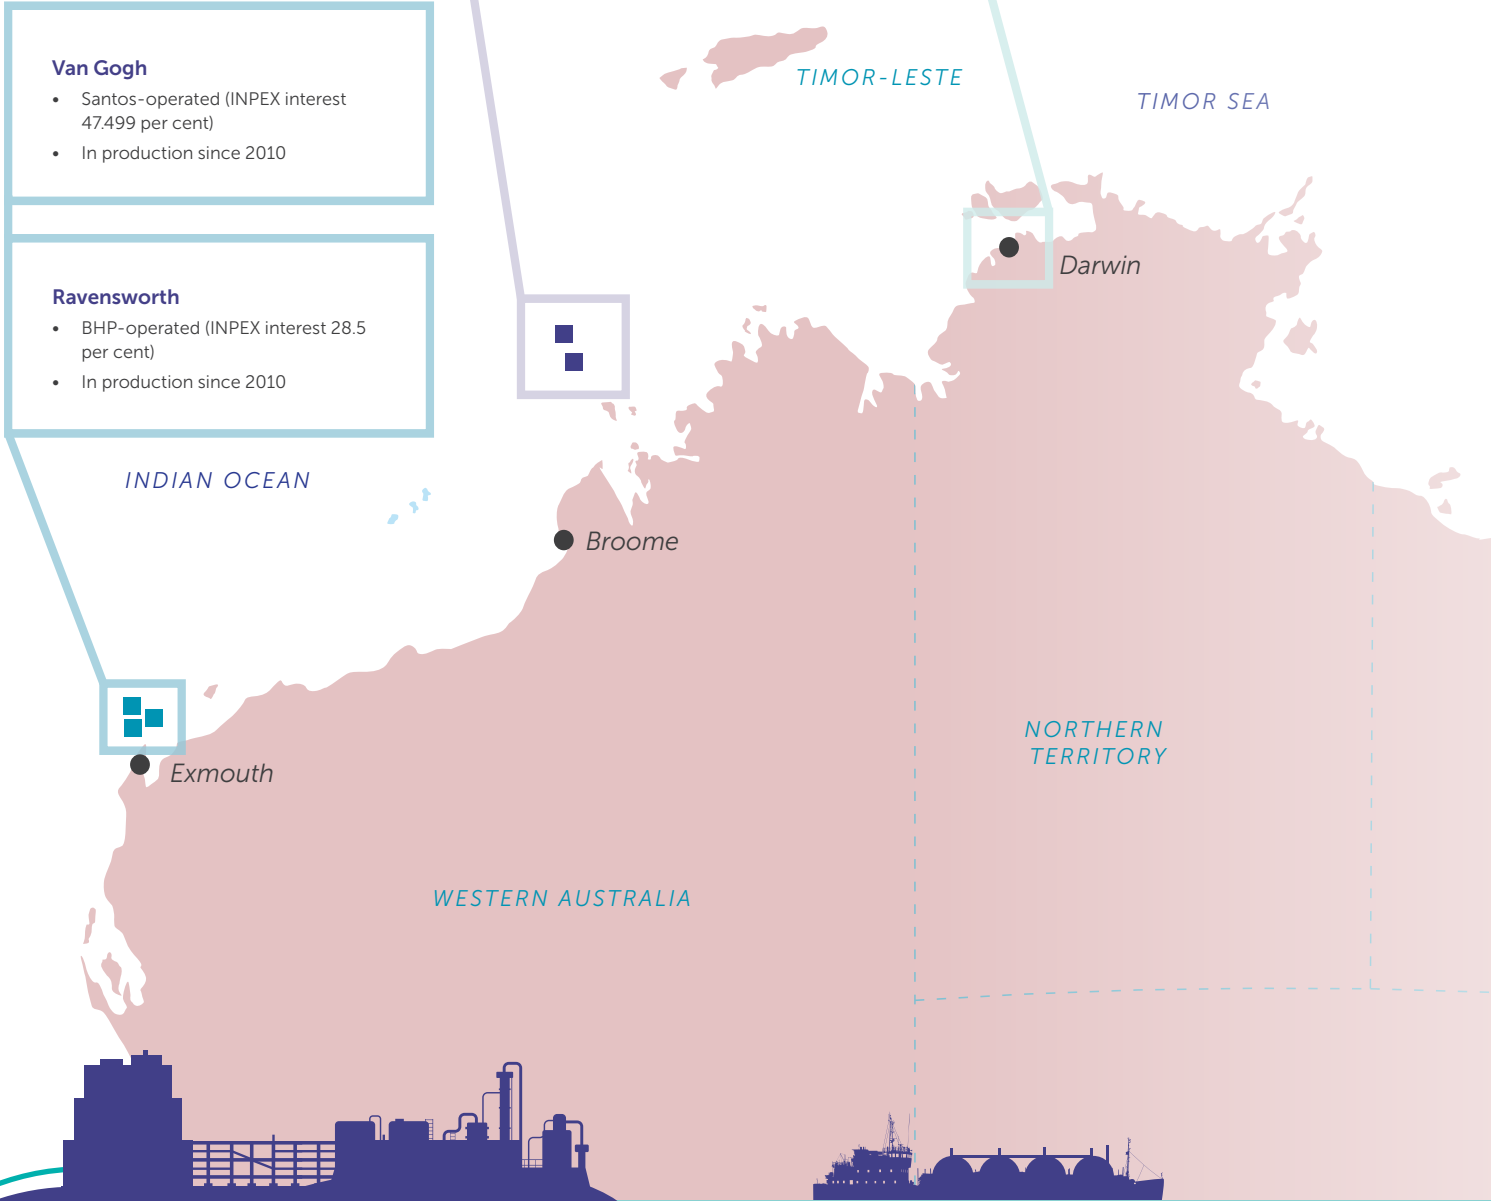 Van Gogh
• Santos-operated (INPEX interest
47.499 per cent)
• In production since 2010
Ravensworth
• BHP-operated (INPEX interest 28.5
per cent)
• In production since 2010
TIMOR-LESTE
TIMOR SEA
Darwin
INDIAN OCEAN
Broome
Exmouth
NORTHERN
TERRITORY
WESTERN AUSTRALIA